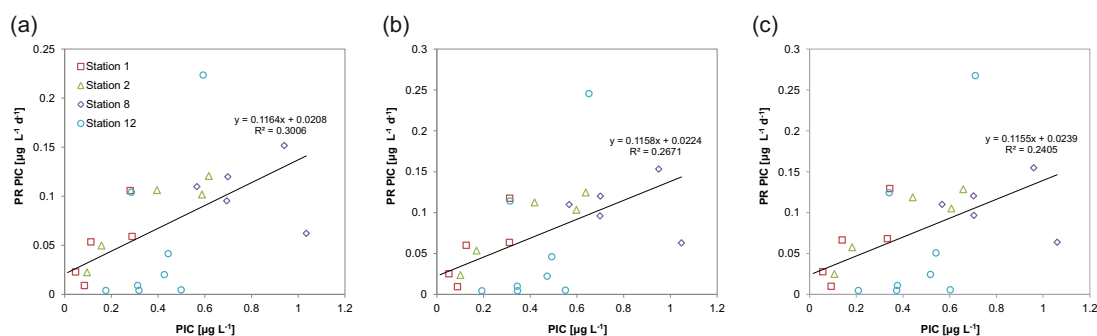 (a)
PR PIC [µg L⁻¹ d⁻¹]
0.25
0.2
0.15
0.1
0.05
0
Station 1
Station 2
Station 8
Station 12
y = 0.1164x + 0.0208
R² = 0.3006
0 0.2 0.4 0.6 0.8 1 1.2
PIC [µg L⁻¹]
(b)
PR PIC [µg L⁻¹ d⁻¹]
0.3
0.25
0.2
0.15
0.1
0.05
0
y = 0.1158x + 0.0224
R² = 0.2671
0 0.2 0.4 0.6 0.8 1 1.2
PIC [µg L⁻¹]
(c)
PR PIC [µg L⁻¹ d⁻¹]
0.3
0.25
0.2
0.15
0.1
0.05
0
y = 0.1155x + 0.0239
R² = 0.2405
0 0.2 0.4 0.6 0.8 1 1.2
PIC [µg L⁻¹]